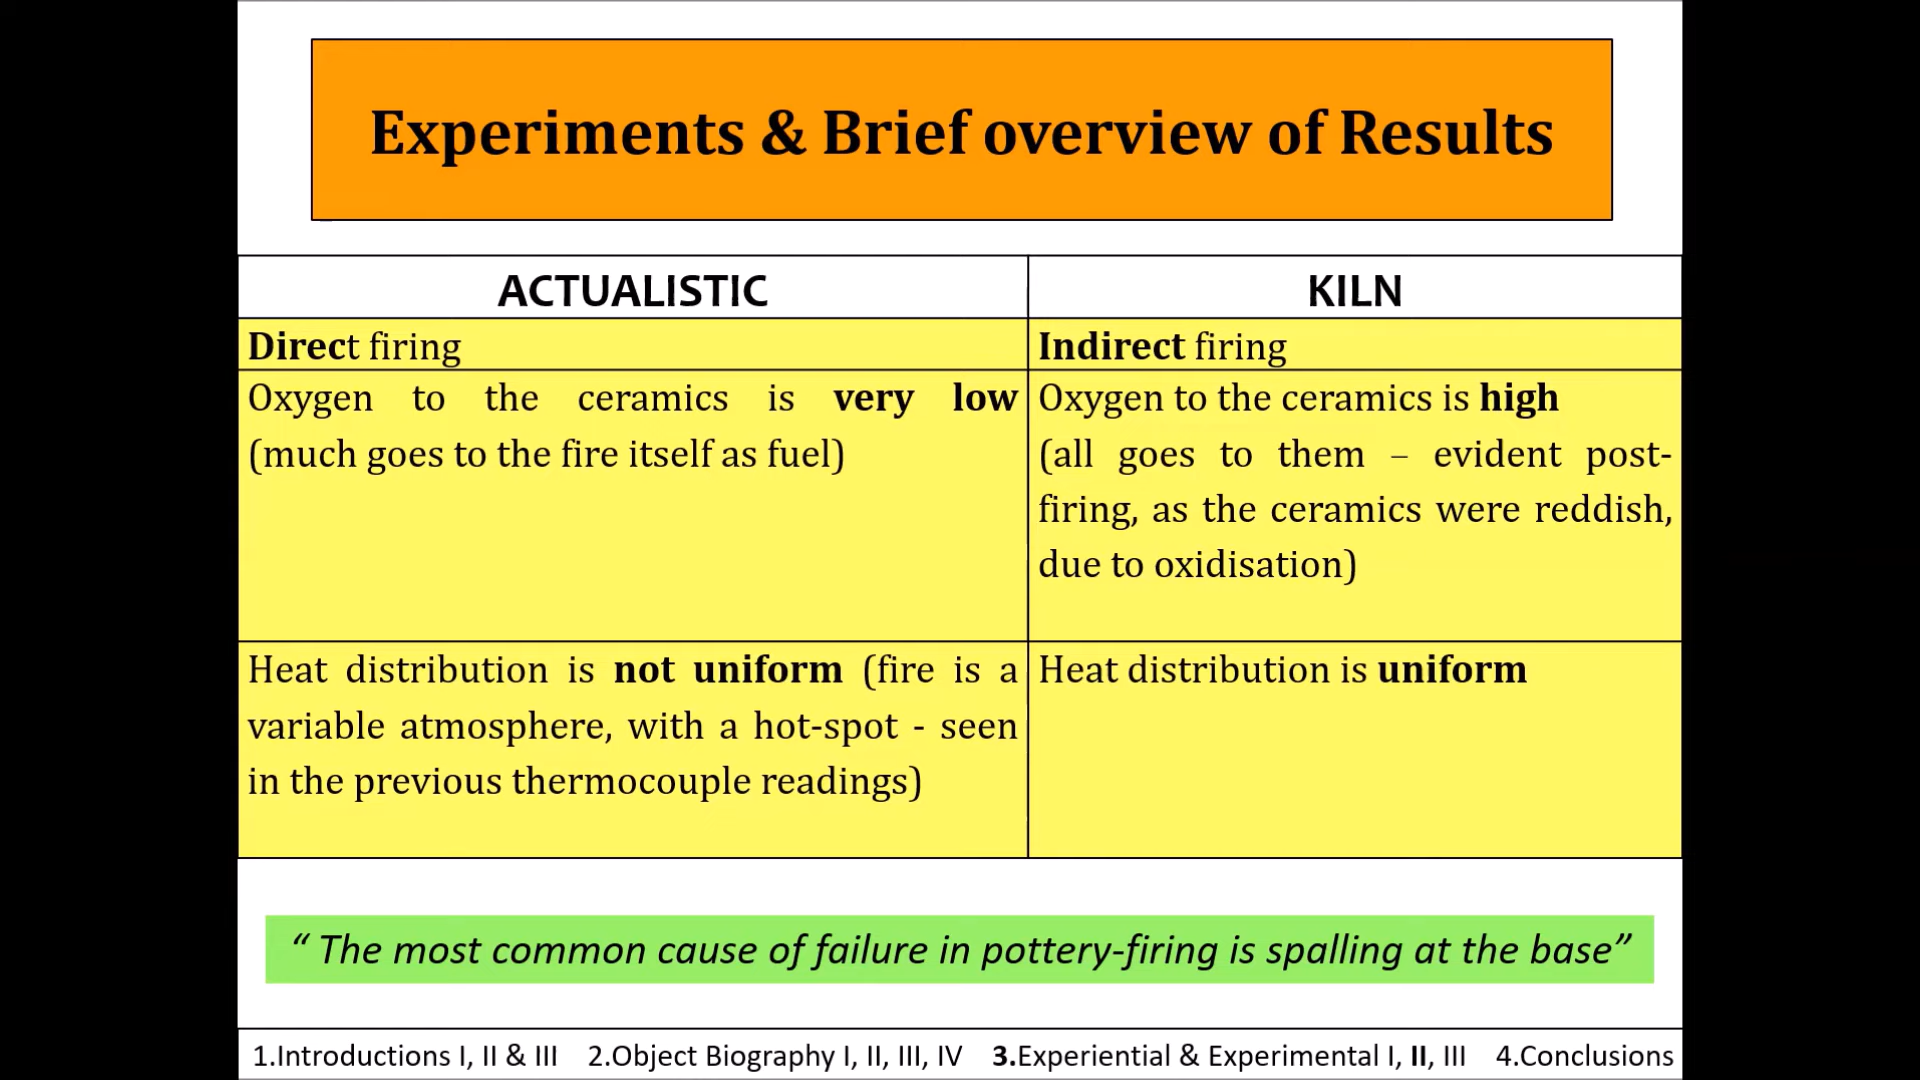 Experiments & Brief overview of Results
ACTUALISTIC
KILN
Direct firing
Indirect firing
Oxygen to the ceramics is very low
(much goes to the fire itself as fuel)
Oxygen to the ceramics is high
(all goes to them – evident post-
firing, as the ceramics were reddish,
due to oxidisation)
Heat distribution is not uniform (fire is a
variable atmosphere, with a hot-spot - seen
in the previous thermocouple readings)
Heat distribution is uniform
“ The most common cause of failure in pottery-firing is spalling at the base”
1.Introductions I, II & III 2.Object Biography I, II, III, IV 3.Experiential & Experimental I, II, III 4.Conclusions